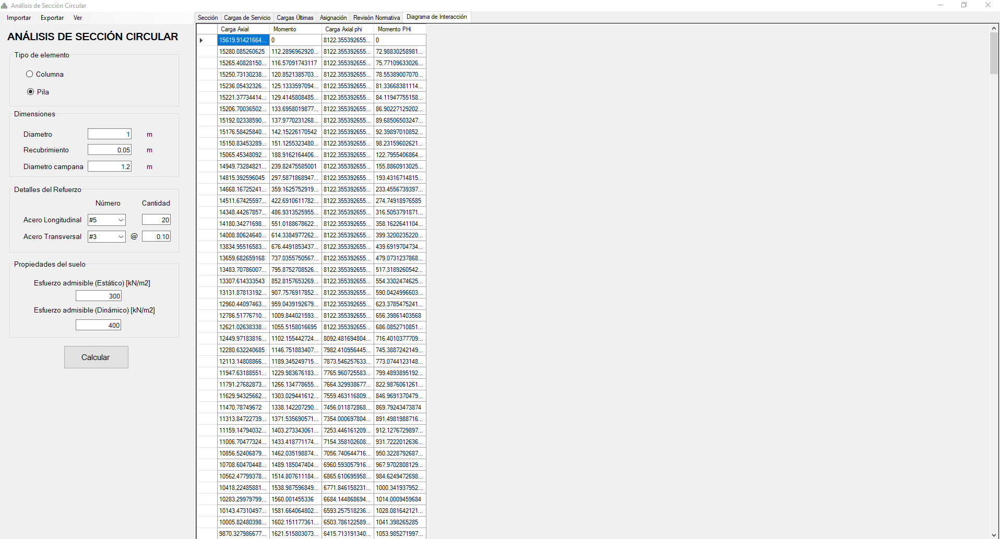 Análisis de Sección Circular
Importar Exportar Ver
ANÁLISIS DE SECCIÓN CIRCULAR
Tipo de elemento
Columna
Pila
Dimensiones
Diametro 1 m
Recubrimiento 0.05 m
Diametro campana 1.2 m
Detalles del Refuerzo
Número Cantidad
Acero Longitudinal #5 20
Acero Transversal #3 @ 0.10
Propiedades del suelo
Esfuerzo admisible (Estático) [kN/m2]
300
Esfuerzo admisible (Dinámico) [kN/m2]
400
Calcular
Sección Cargas de Servicio Cargas Últimas Asignación Revisón Normativa Diagrama de Interacción
Carga Axial Momento Carga Axial phi Momento PHi
15619.91421664... 0 8122.355392655... 0
15280.085260625 112.2896962920... 8122.355392655... 72.98830258981...
15265.40828150... 116.57091743117 8122.355392655... 75.77109633026...
15250.73130238... 120.8521385703... 8122.355392655... 78.55389007070...
15236.05432326... 125.1333597094... 8122.355392655... 81.33668381114...
15221.37734414... 129.4145808485... 8122.355392655... 84.11947755158...
15206.70036502... 133.6958019877... 8122.355392655... 86.90227129202...
15192.02338590... 137.9770231268... 8122.355392655... 89.68506503247...
15176.58425840... 142.15226170542 8122.355392655... 92.39897010852...
15150.83453289... 151.1255323480... 8122.355392655... 98.23159602621...
15065.45348092... 188.9162164406... 8122.355392655... 122.7955406864...
14949.73284821... 239.82475585001 8122.355392655... 155.8860913025...
14815.392596045 297.5871868947... 8122.355392655... 193.4316714815...
14668.16725241... 359.1625752919... 8122.355392655... 233.4556739397...
14511.67425597... 422.6910611782... 8122.355392655... 274.74918976585
14348.44267857... 486.9313525955... 8122.355392655... 316.5053791871...
14180.34271698... 551.0188678622... 8122.355392655... 358.1622641104...
14008.80624640... 614.3384977262... 8122.355392655... 399.3200235220...
13834.95516583... 676.4491853437... 8122.355392655... 439.6919704734...
13659.682659168 737.0355750567... 8122.355392655... 479.0731237868...
13483.70786007... 795.8752708526... 8122.355392655... 517.3189260542...
13307.614333543 852.8157653269... 8122.355392655... 554.3302474625...
13131.87813192... 907.7576917852... 8122.355392655... 590.0424996603...
12960.44097463... 959.0439192679... 8122.355392655... 623.3785475241...
12786.51776710... 1009.844021593... 8122.355392655... 656.39861403568
12621.02638338... 1055.5158016695 8122.355392655... 686.0852710851...
12449.97183816... 1102.155442724... 8092.481694804... 716.4010377709...
12280.632240685 1146.751883407... 7982.410956445... 745.3887242149...
12113.14808866... 1189.345249715... 7873.546257633... 773.0744123148...
11947.63188551... 1229.983676183... 7765.960725583... 799.4893895192...
11791.27682873... 1266.134778655... 7664.329938677... 822.9876061261...
11629.94325662... 1303.029441612... 7559.463116809... 846.9691370479...
11470.78749672 1338.142207290... 7456.011872868... 869.79243473874
11313.84722739... 1371.535690571... 7354.000697804... 891.4981988716...
11159.14794032... 1403.273343061... 7253.446161209... 912.1276729897...
11006.70477324... 1433.418771174... 7154.358102608... 931.7222012636...
10856.52406879... 1462.035198874... 7056.740644716... 950.3228792687...
10708.60470448... 1489.185047404... 6960.593057916... 967.9702808129...
10562.47799378... 1514.807611184... 6865.610695958... 984.6249472698...
10418.22485881... 1538.987596849... 6771.846158231... 1000.341937952...
10283.29979799... 1560.001455336 6684.144868694... 1014.0009459684
10143.47310497... 1581.664064802... 6593.257518236... 1028.081642121...
10005.82480398... 1602.151177361... 6503.786122589... 1041.398265285
9870.327986677... 1621.515803073... 6415.713191340... 1053.985271997...